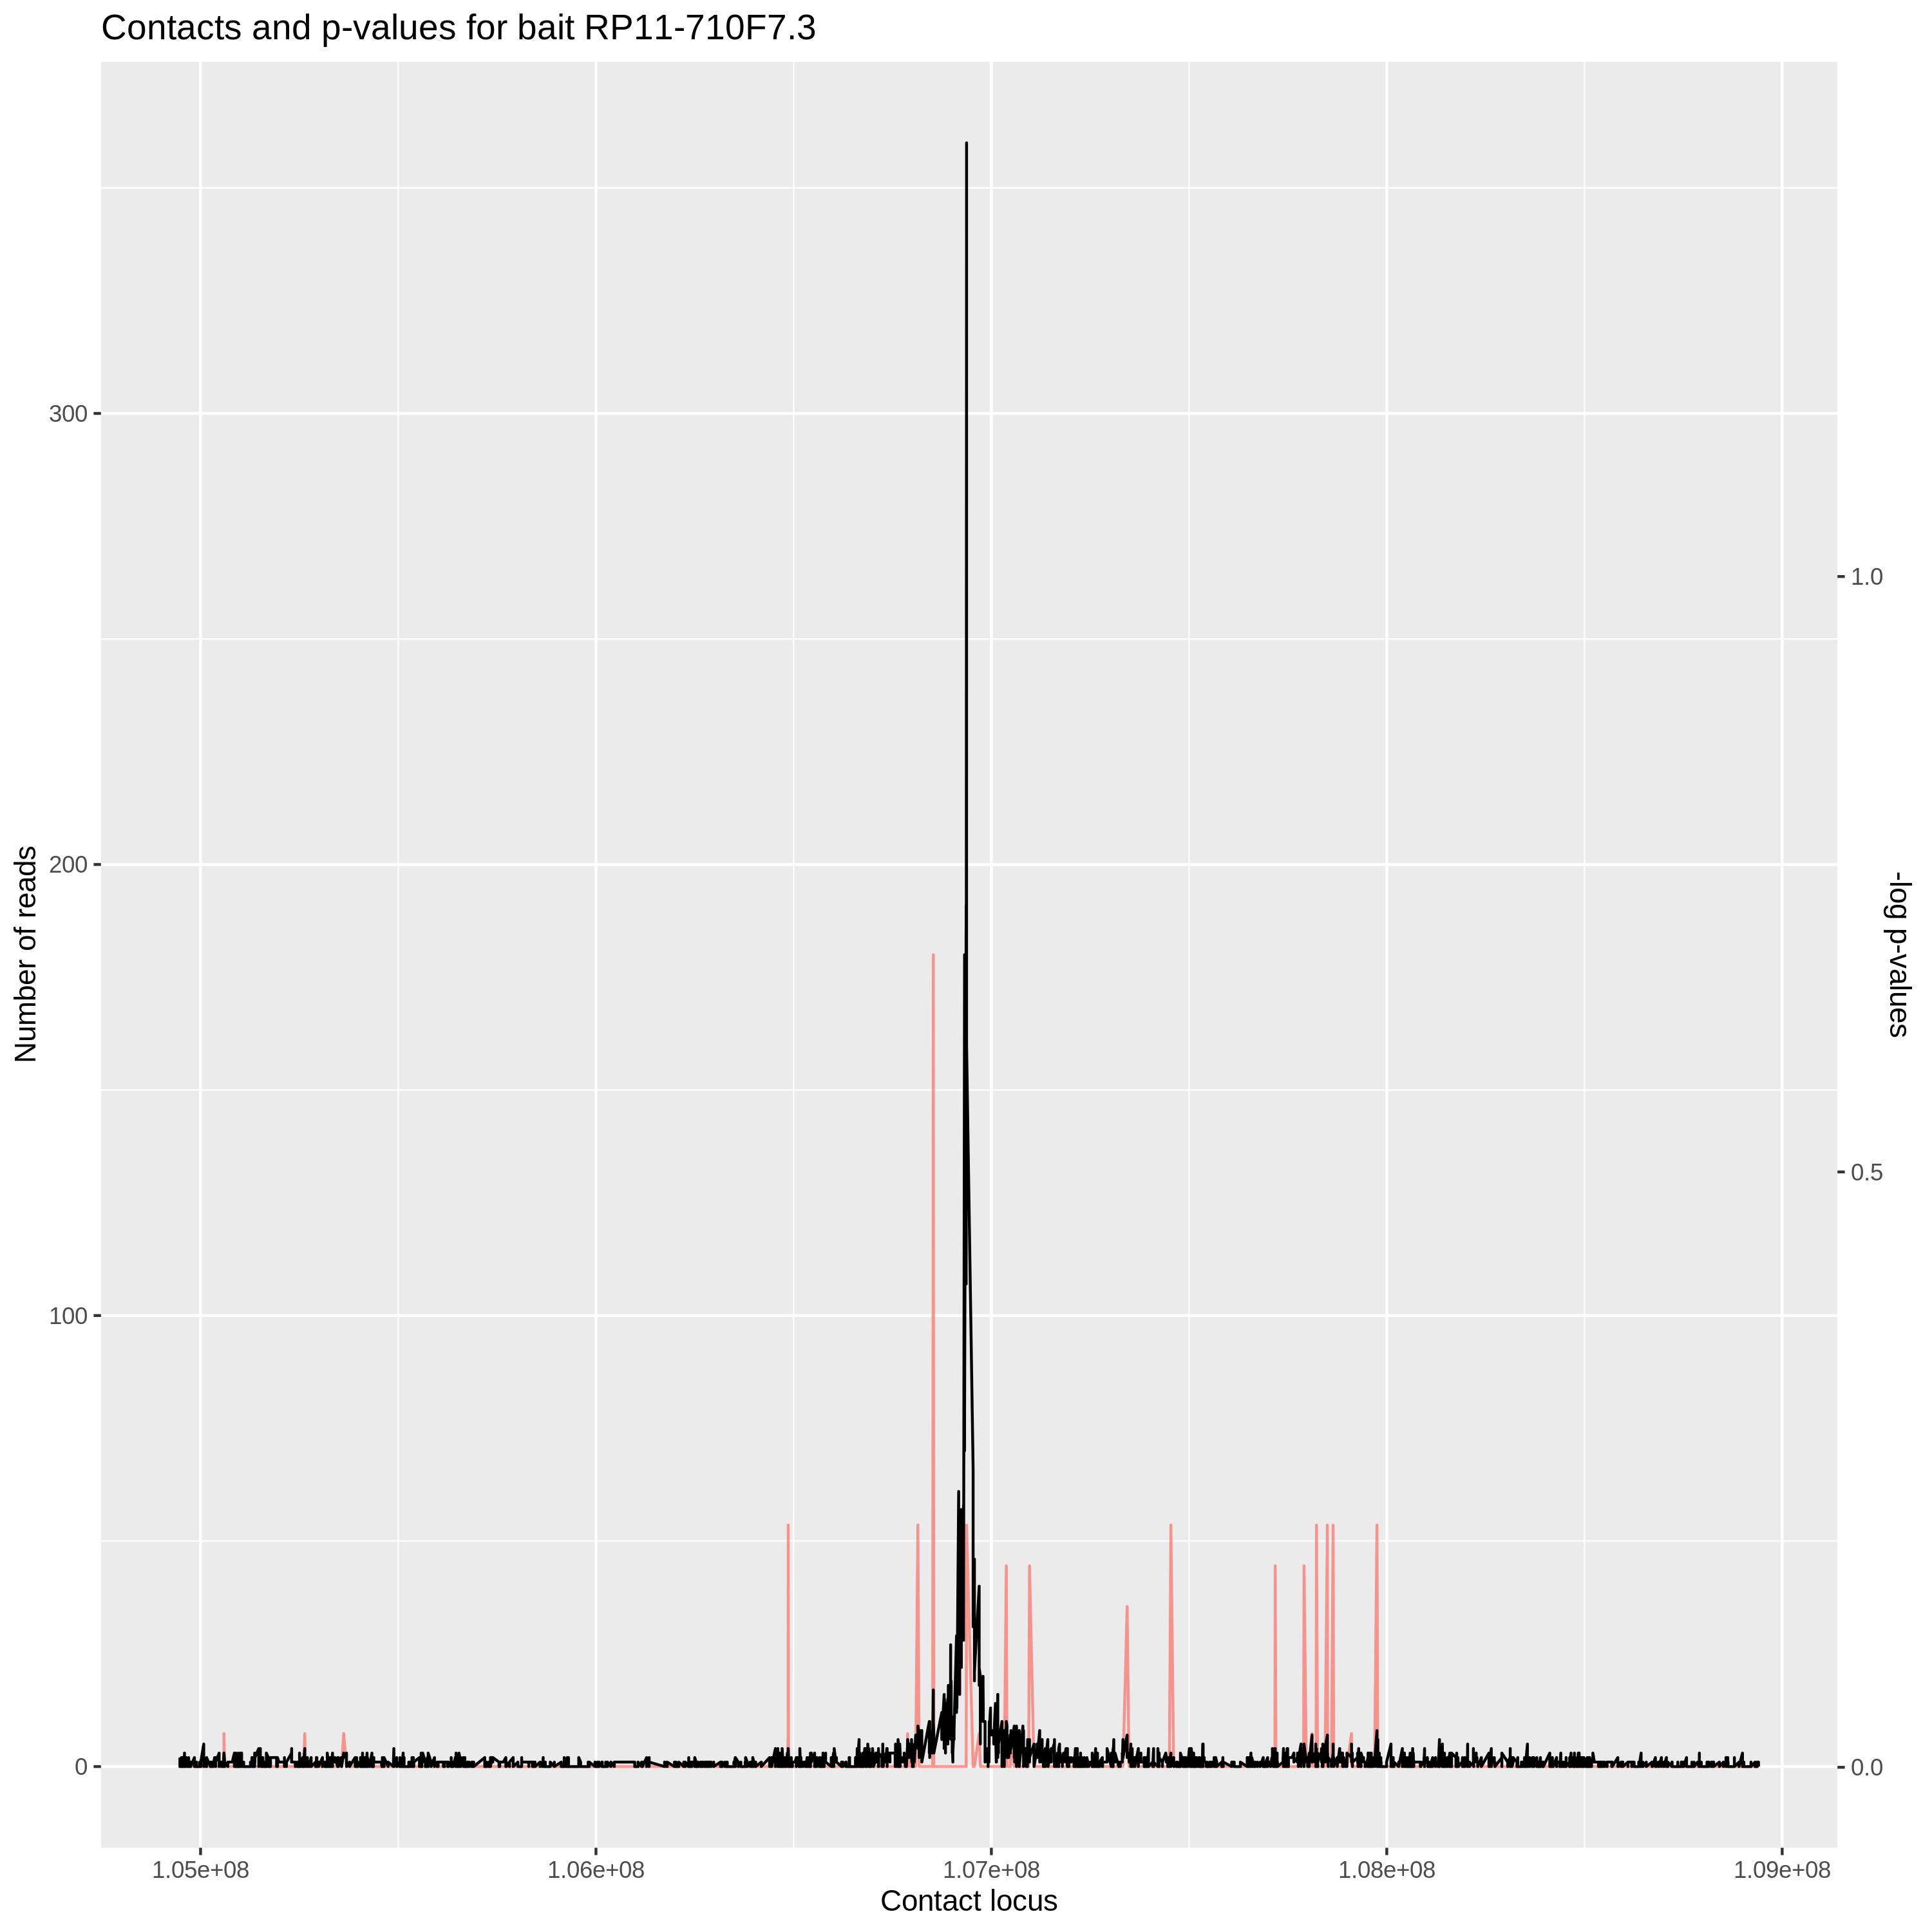 Contacts and p-values for bait RP11-710F7.3
300
200
100
0
Number of reads
1.0
0.5
0.0
-log p-values
1.05e+08
1.06e+08
1.07e+08
1.08e+08
1.09e+08
Contact locus